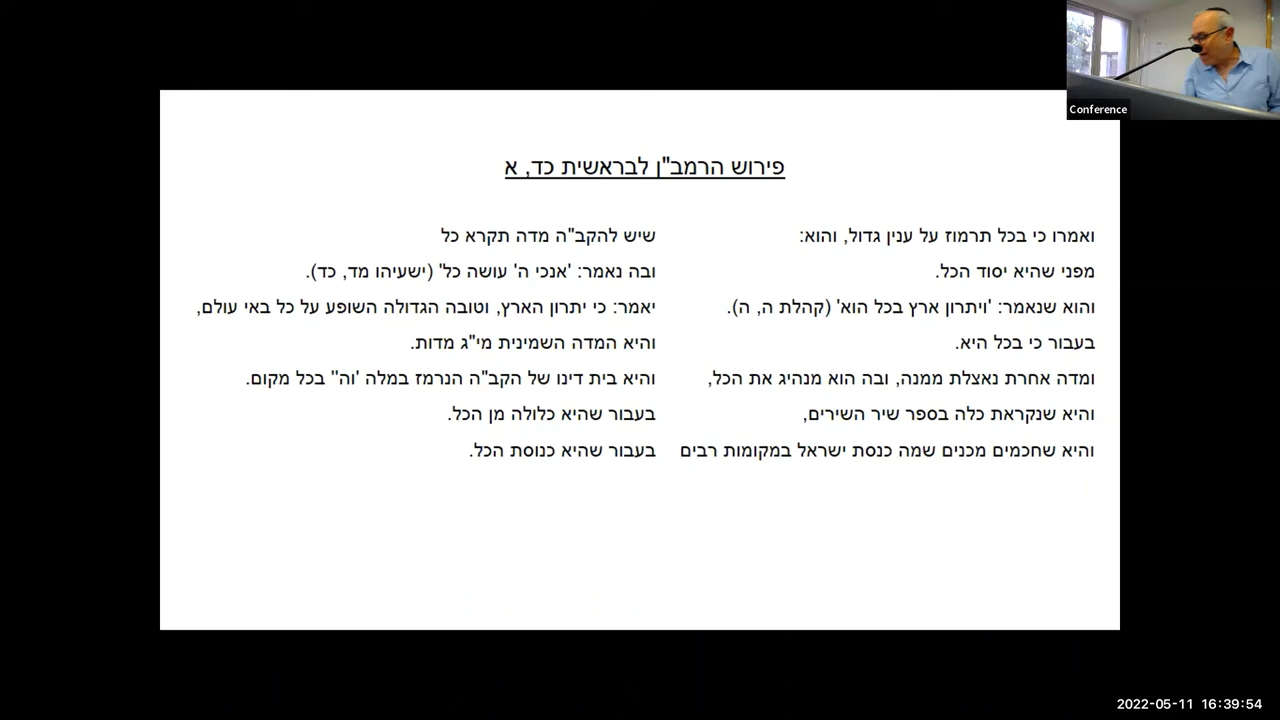 Conference
פירוש הרמב"ן לבראשית כד, א
ואמרו כי בכל תרמוז על ענין גדול, והוא: שיש להקב"ה מדה תקרא כל
מפני שהיא יסוד הכל. ובה נאמר: 'אנכי ה' עושה כל' (ישעיהו מד, כד).
והוא שנאמר: 'ויתרון ארץ בכל הוא' (קהלת ה, ה). יאמר: כי יתרון הארץ, וטובה הגדולה השופע על כל באי עולם,
בעבור כי בכל היא. והיא המדה השמינית מי"ג מדות.
ומדה אחרת נאצלת ממנה, ובה הוא מנהיג את הכל, והיא בית דינו של הקב"ה הנרמז במלה 'וה'' בכל מקום.
והיא שנקראת כלה בספר שיר השירים, בעבור שהיא כלולה מן הכל.
והיא שחכמים מכנים שמה כנסת ישראל במקומות רבים בעבור שהיא כנוסת הכל.
2022-05-11 16:39:54